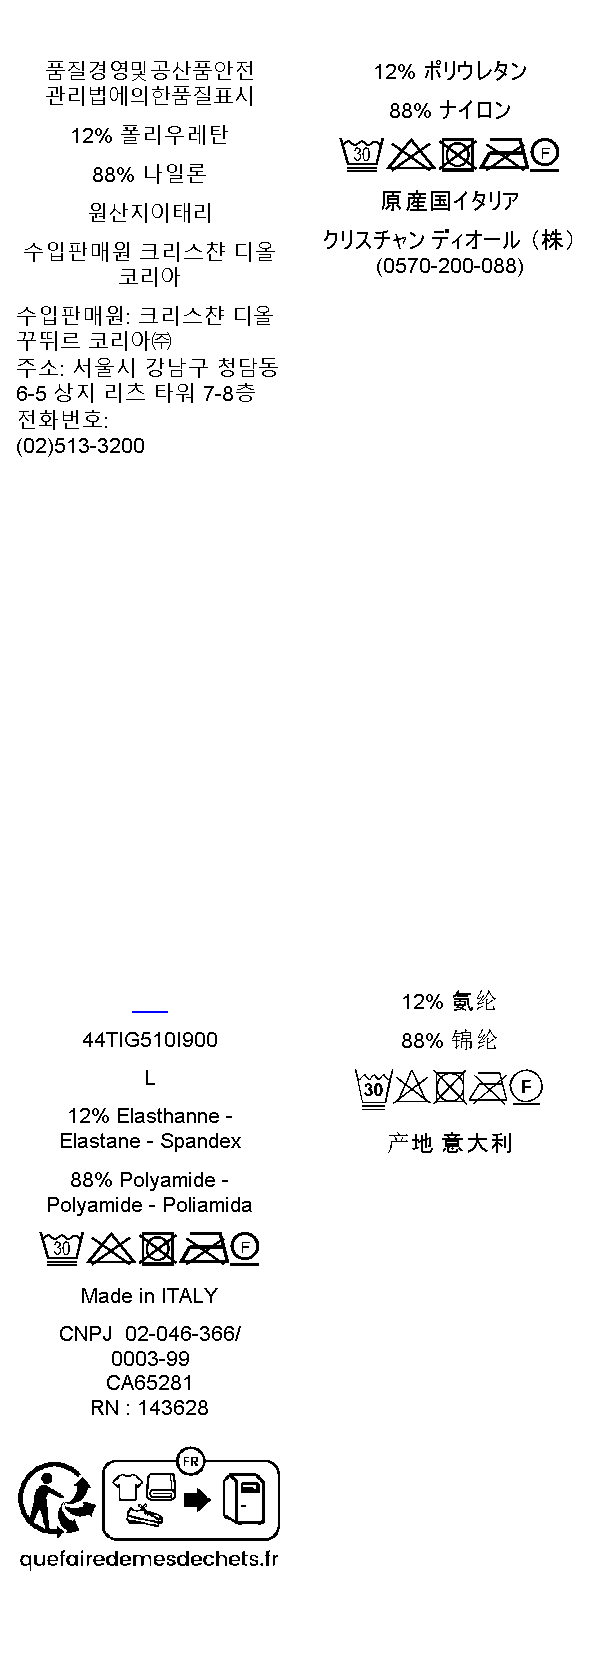 품질경영및공산품안전
관리법에의한품질표시
12% 폴리우레탄
88% 나일론
원산지이태리
수입판매원 크리스챤 디올
코리아
수입판매원: 크리스챤 디올
꾸뛰르 코리아㈜
주소: 서울시 강남구 청담동
6-5 상지 리츠 타워 7-8층
전화번호:
(02)513-3200
12% ポリウレタン
88% ナイロン
30 F
原産国イタリア
クリスチャン ディオール（株）
(0570-200-088)
44TIG510I900
L
12% Elasthanne -
Elastane - Spandex
88% Polyamide -
Polyamide - Poliamida
30 F
Made in ITALY
CNPJ 02-046-366/
0003-99
CA65281
RN : 143628
FR
quefairedemesdechets.fr
12% 氨纶
88% 锦纶
30 F
产地 意大利